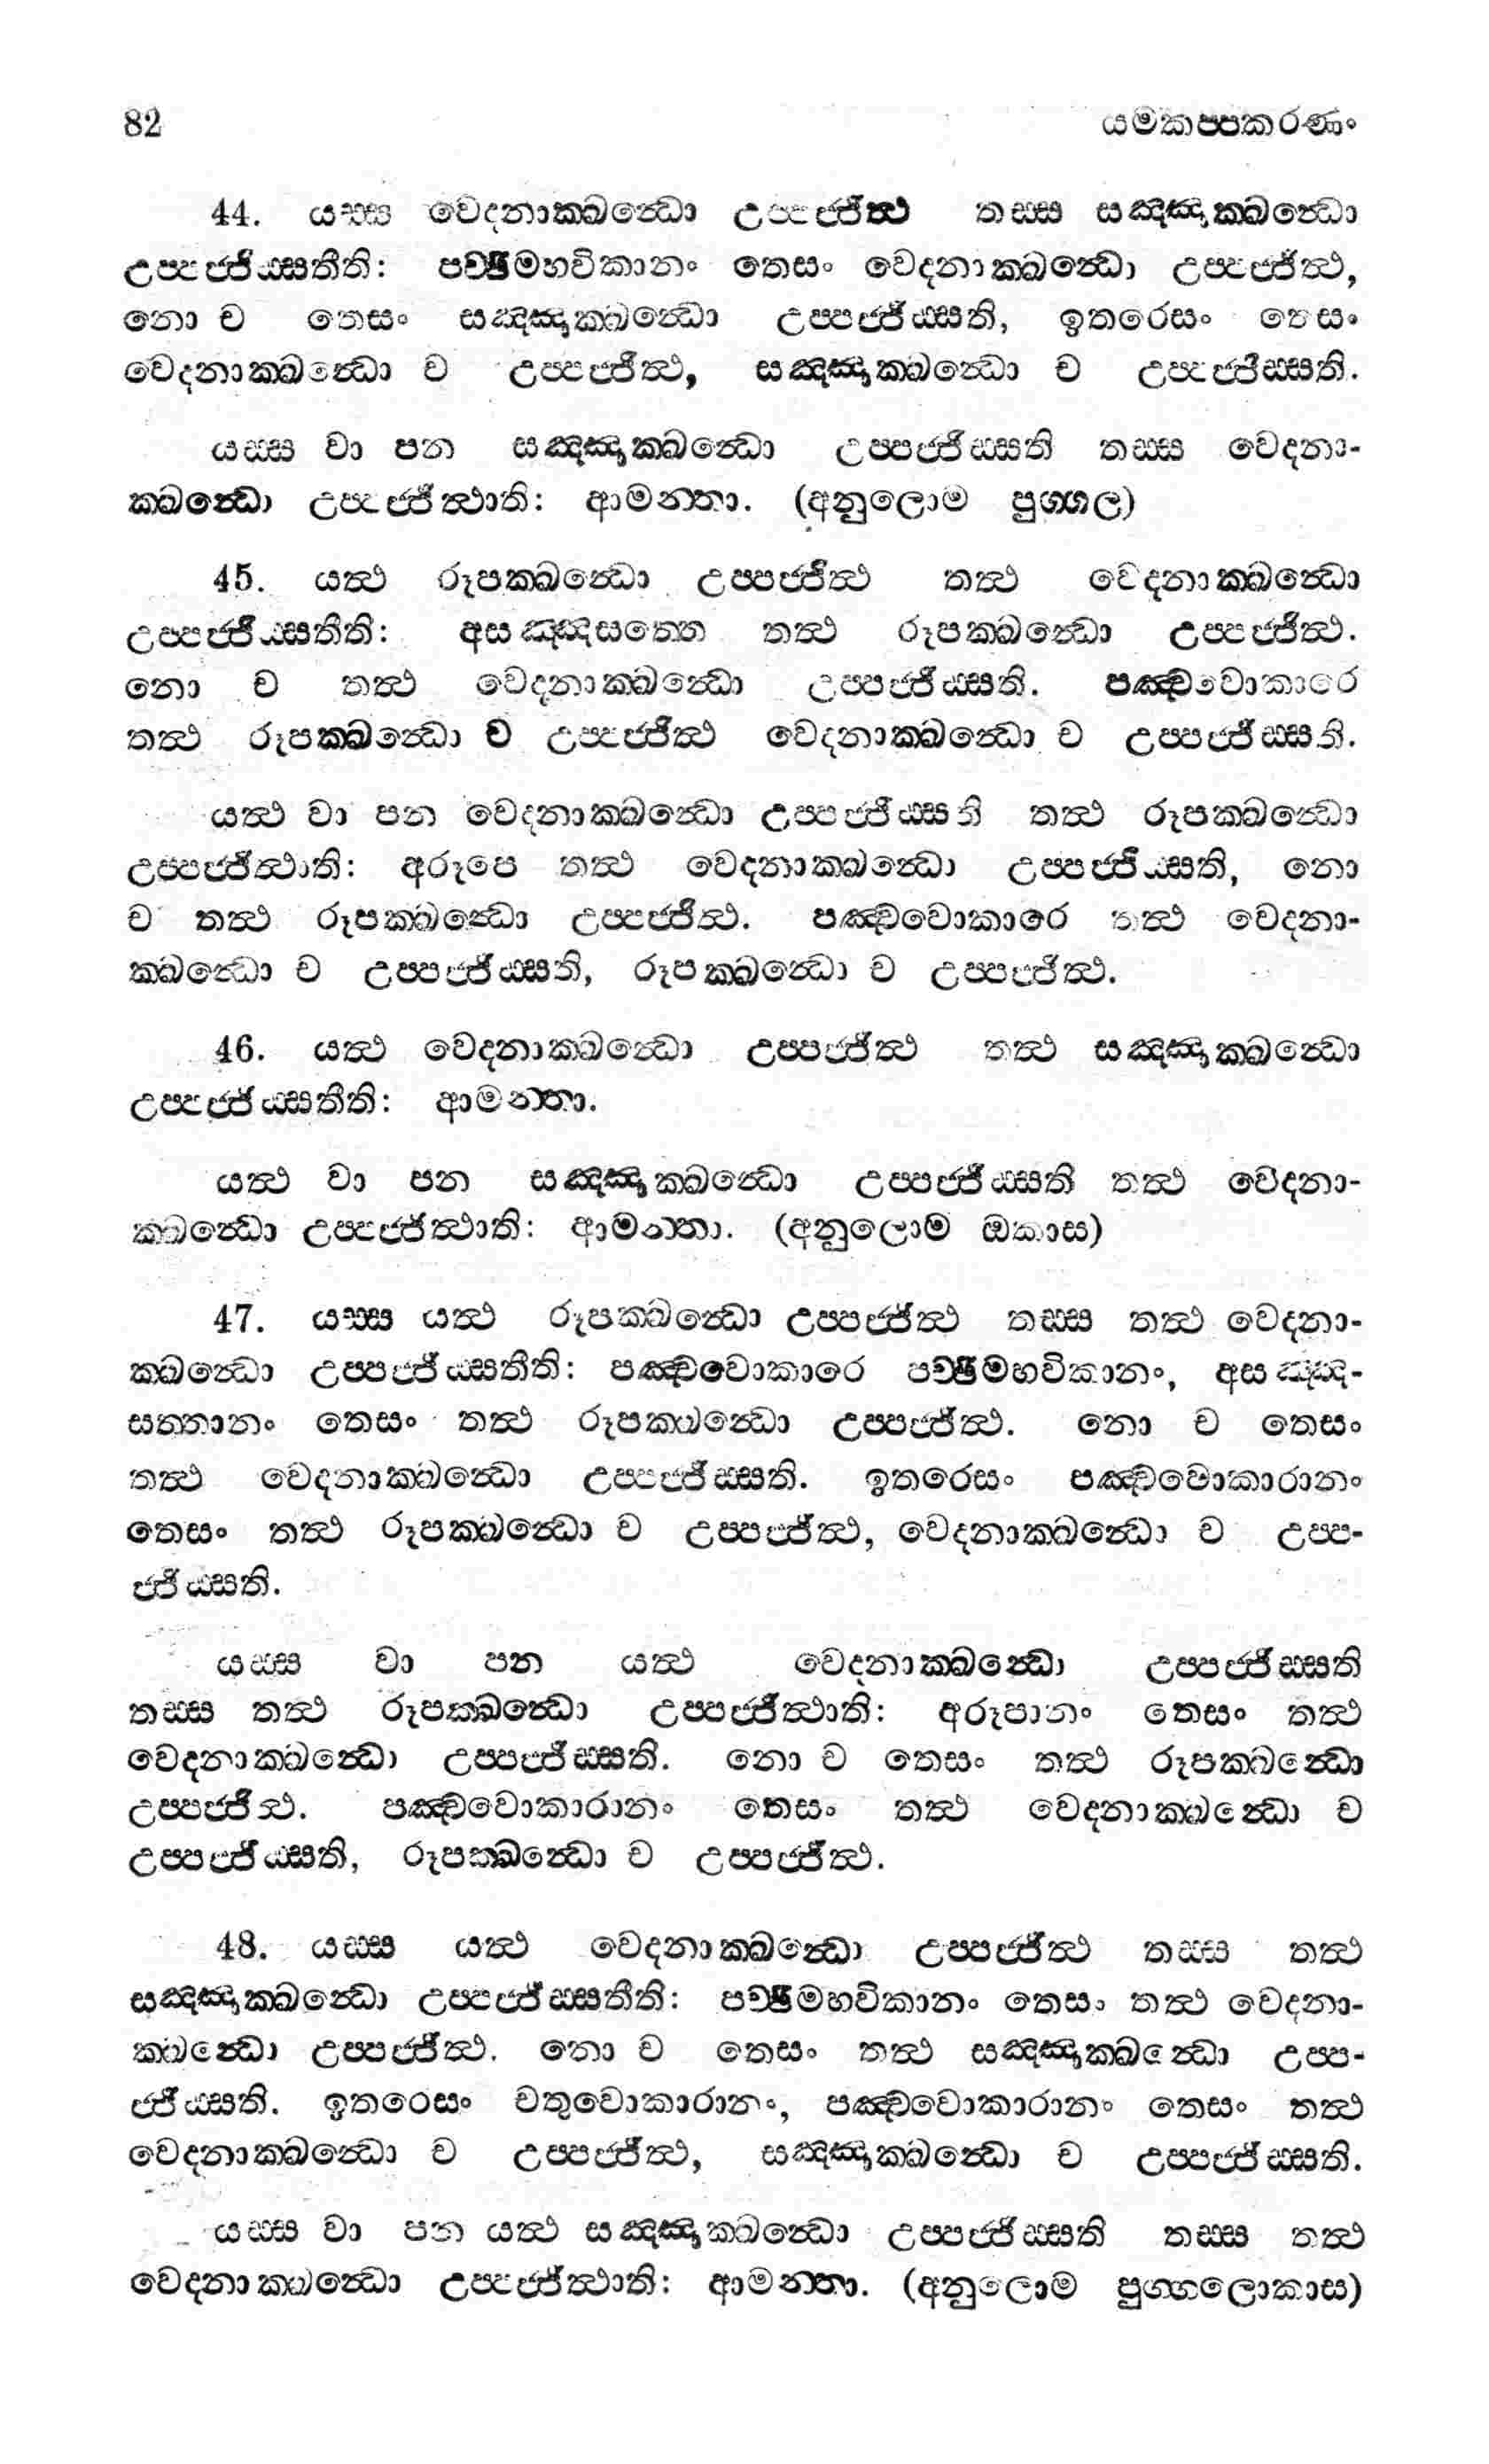 82 යමකප්පකරණං
44. යස්ස වෙදනාක්ඛන්ධො උප්පජ්ජිත්ථ තස්ස සඤ්ඤාක්ඛන්ධො
උප්පජ්ජිස්සතීති: පච්ඡිමභවිකානං තෙසං වෙදනාක්ඛන්ධො උප්පජ්ජිත්ථ,
නො ච තෙසං සඤ්ඤාක්ඛන්ධො උප්පජ්ජිස්සති, ඉතරෙසං තෙසං
වෙදනාක්ඛන්ධො ච උප්පජ්ජිත්ථ, සඤ්ඤාක්ඛන්ධො ච උප්පජ්ජිස්සති.
යස්ස වා පන සඤ්ඤාක්ඛන්ධො උප්පජ්ජිස්සති තස්ස වෙදනා-
ක්ඛන්ධො උප්පජ්ජිත්ථාති: ආමන්තා. (අනුලොම පුග්ගල)
45. යත්ථ රූපක්ඛන්ධො උප්පජ්ජිත්ථ තත්ථ වෙදනාක්ඛන්ධො
උප්පජ්ජිස්සතීති: අසඤ්ඤසත්තෙ තත්ථ රූපක්ඛන්ධො උප්පජ්ජිත්ථ.
නො ච තත්ථ වෙදනාක්ඛන්ධො උප්පජ්ජිස්සති. පඤ්චවොකාරෙ
තත්ථ රූපක්ඛන්ධො ච උප්පජ්ජිත්ථ වෙදනාක්ඛන්ධො ච උප්පජ්ජිස්සති.
යත්ථ වා පන වෙදනාක්ඛන්ධො උප්පජ්ජිස්සති තත්ථ රූපක්ඛන්ධො
උප්පජ්ජිත්ථාති: අරූපෙ තත්ථ වෙදනාක්ඛන්ධො උප්පජ්ජිස්සති, නො
ච තත්ථ රූපක්ඛන්ධො උප්පජ්ජිත්ථ. පඤ්චවොකාරෙ තත්ථ වෙදනා-
ක්ඛන්ධො ච උප්පජ්ජිස්සති, රූපක්ඛන්ධො ච උප්පජ්ජිත්ථ.
46. යත්ථ වෙදනාක්ඛන්ධො උප්පජ්ජිත්ථ තත්ථ සඤ්ඤාක්ඛන්ධො
උප්පජ්ජිස්සතීති: ආමන්තා.
යත්ථ වා පන සඤ්ඤාක්ඛන්ධො උප්පජ්ජිස්සති තත්ථ වෙදනා-
ක්ඛන්ධො උප්පජ්ජිත්ථාති: ආමන්තා. (අනුලොම ඔකාස)
47. යස්ස යත්ථ රූපක්ඛන්ධො උප්පජ්ජිත්ථ තස්ස තත්ථ වෙදනා-
ක්ඛන්ධො උප්පජ්ජිස්සතීති: පඤ්චවොකාරෙ පච්ඡිමභවිකානං, අසඤ්ඤ-
සත්තානං තෙසං තත්ථ රූපක්ඛන්ධො උප්පජ්ජිත්ථ. නො ච තෙසං
තත්ථ වෙදනාක්ඛන්ධො උප්පජ්ජිස්සති. ඉතරෙසං පඤ්චවොකාරානං
තෙසං තත්ථ රූපක්ඛන්ධො ච උප්පජ්ජිත්ථ, වෙදනාක්ඛන්ධො ච උප්ප-
ජ්ජිස්සති.
යස්ස වා පන යත්ථ වෙදනාක්ඛන්ධො උප්පජ්ජිස්සති
තස්ස තත්ථ රූපක්ඛන්ධො උප්පජ්ජිත්ථාති: අරූපානං තෙසං තත්ථ
වෙදනාක්ඛන්ධො උප්පජ්ජිස්සති. නො ච තෙසං තත්ථ රූපක්ඛන්ධො
උප්පජ්ජිත්ථ. පඤ්චවොකාරානං තෙසං තත්ථ වෙදනාක්ඛන්ධො ච
උප්පජ්ජිස්සති, රූපක්ඛන්ධො ච උප්පජ්ජිත්ථ.
48. යස්ස යත්ථ වෙදනාක්ඛන්ධො උප්පජ්ජිත්ථ තස්ස තත්ථ
සඤ්ඤාක්ඛන්ධො උප්පජ්ජිස්සතීති: පච්ඡිමභවිකානං තෙසං තත්ථ වෙදනා-
ක්ඛන්ධො උප්පජ්ජිත්ථ. නො ච තෙසං තත්ථ සඤ්ඤාක්ඛන්ධො උප්ප-
ජ්ජිස්සති. ඉතරෙසං චතුවොකාරානං, පඤ්චවොකාරානං තෙසං තත්ථ
වෙදනාක්ඛන්ධො ච උප්පජ්ජිත්ථ, සඤ්ඤාක්ඛන්ධො ච උප්පජ්ජිස්සති.
යස්ස වා පන යත්ථ සඤ්ඤාක්ඛන්ධො උප්පජ්ජිස්සති තස්ස තත්ථ
වෙදනාක්ඛන්ධො උප්පජ්ජිත්ථාති: ආමන්තා. (අනුලොම පුග්ගලොකාස)